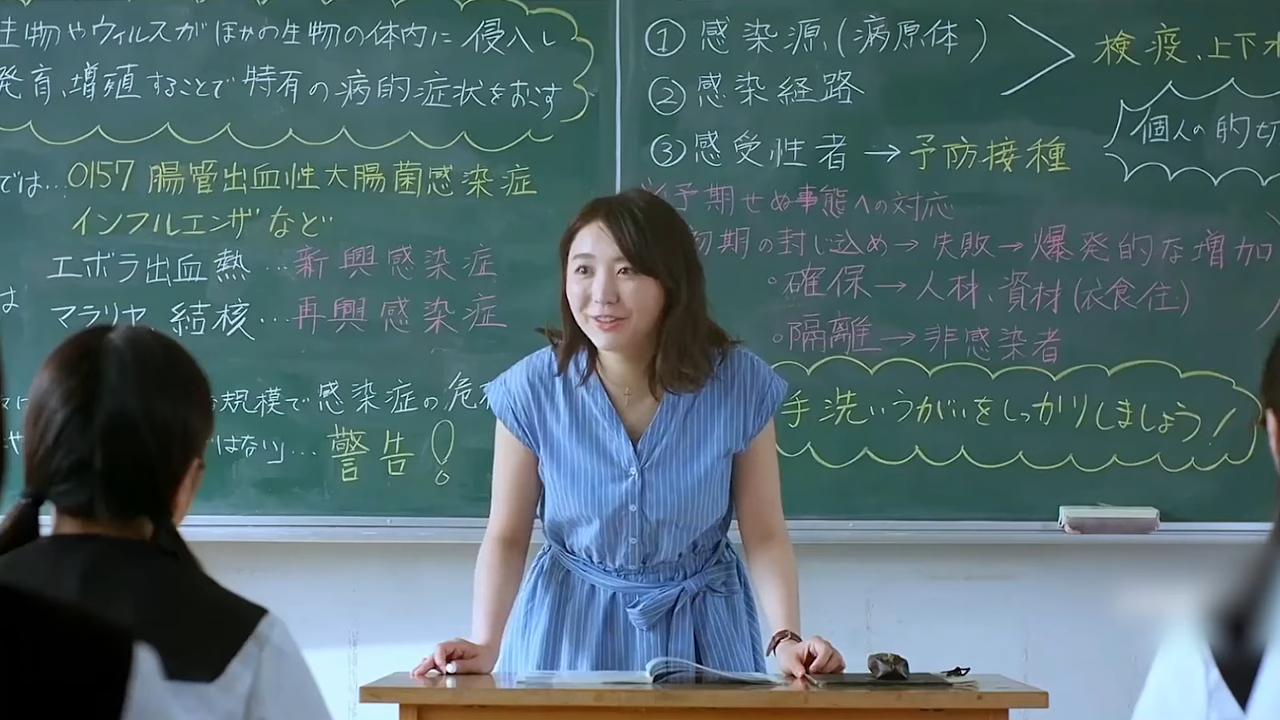 生物やウィルスがほかの生物の体内に侵入し
発育、増殖することで特有の病的症状をおこす
では…O157 腸管出血性大腸菌感染症
インフルエンザなど
エボラ出血熱…新興感染症
は マラリヤ、結核…再興感染症
規模で感染症の危
はない」…警告!
①感染源(病原体)
②感染経路
③感受性者→予防接種
検疫、上下水
個人の的切
※予期せぬ事態への対応
初期の封じ込め→失敗→爆発的な増加
・確保→人材、資材(衣食住)
・隔離→非感染者
手洗いうがいをしっかりしましょう!